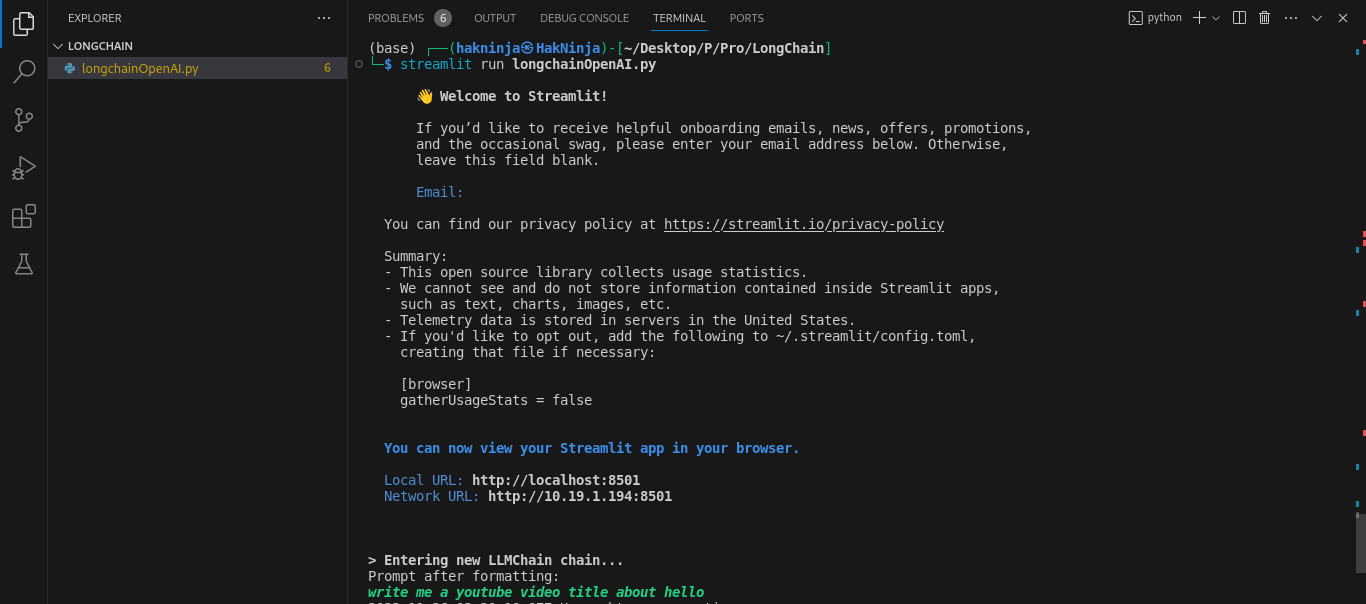 EXPLORER
LONGCHAIN
longchainOpenAI.py 6
PROBLEMS 6 OUTPUT DEBUG CONSOLE TERMINAL PORTS
python
(base) ┌──(hakninja㉿HakNinja)-[~/Desktop/P/Pro/LongChain]
└─$ streamlit run longchainOpenAI.py
👋 Welcome to Streamlit!
If you’d like to receive helpful onboarding emails, news, offers, promotions,
and the occasional swag, please enter your email address below. Otherwise,
leave this field blank.
Email:
You can find our privacy policy at https://streamlit.io/privacy-policy
Summary:
- This open source library collects usage statistics.
- We cannot see and do not store information contained inside Streamlit apps,
such as text, charts, images, etc.
- Telemetry data is stored in servers in the United States.
- If you'd like to opt out, add the following to ~/.streamlit/config.toml,
creating that file if necessary:
[browser]
gatherUsageStats = false
You can now view your Streamlit app in your browser.
Local URL: http://localhost:8501
Network URL: http://10.19.1.194:8501
> Entering new LLMChain chain...
Prompt after formatting:
write me a youtube video title about hello